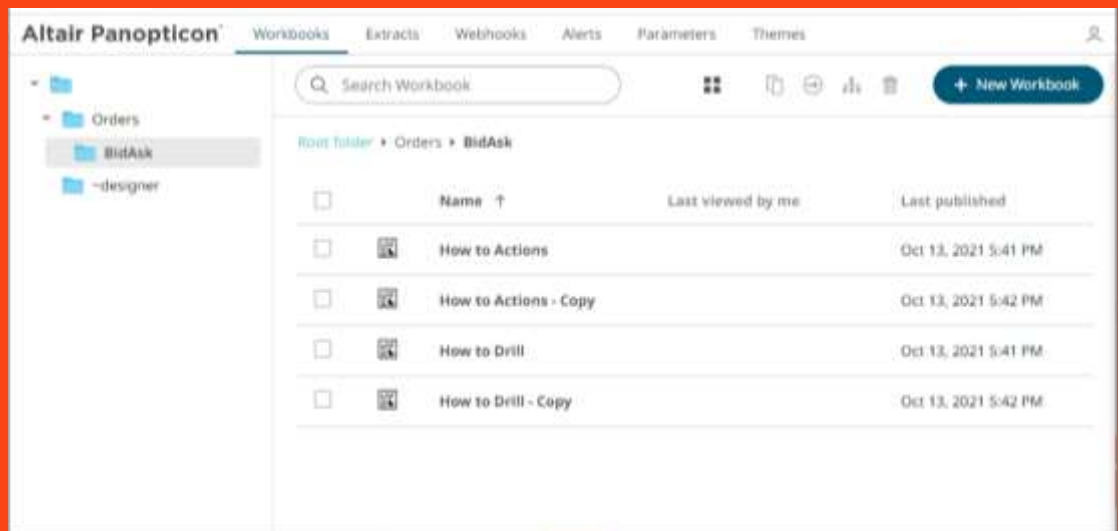 Altair Panopticon Workbooks Extracts Webhooks Alerts Parameters Themes
Search Workbook + New Workbook
Orders
BidAsk
~designer
Root folder ▸ Orders ▸ BidAsk
Name ↑ Last viewed by me Last published
How to Actions Oct 13, 2021 5:41 PM
How to Actions - Copy Oct 13, 2021 5:42 PM
How to Drill Oct 13, 2021 5:41 PM
How to Drill - Copy Oct 13, 2021 5:42 PM